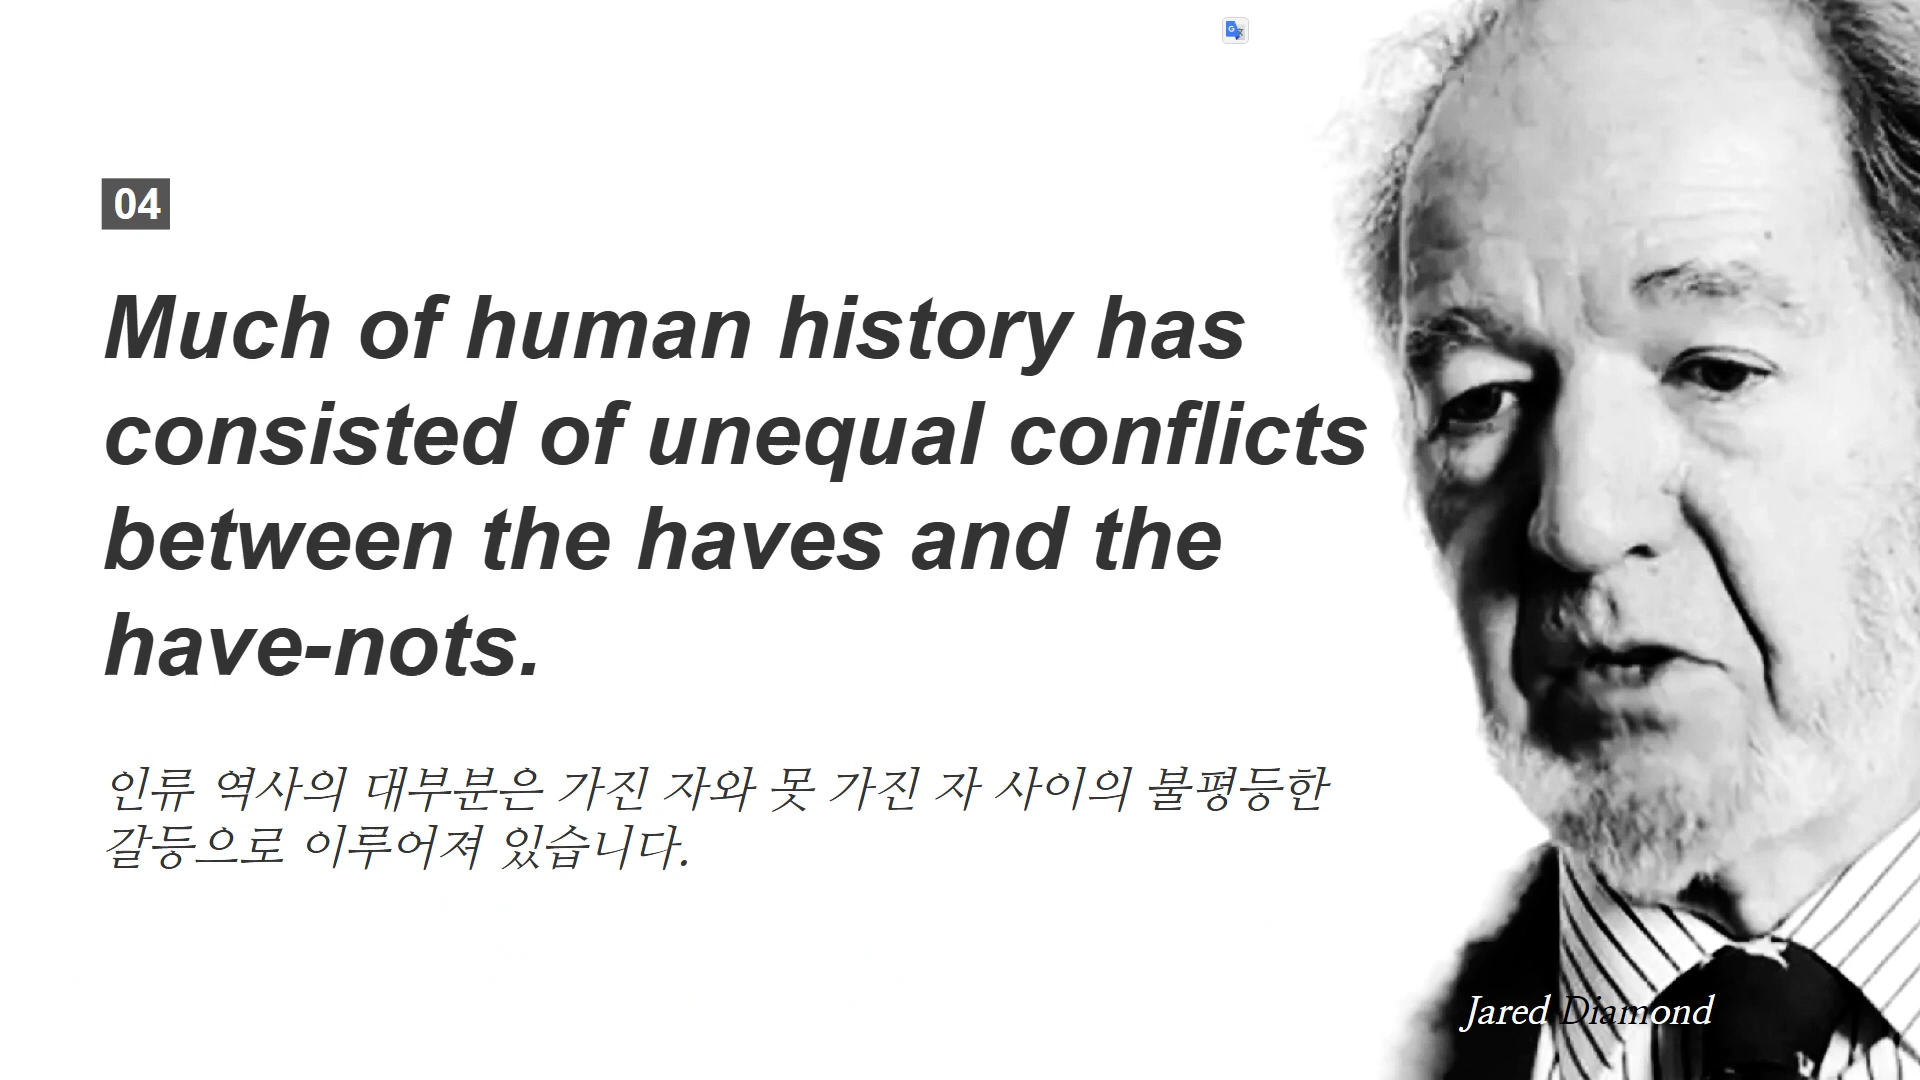 04
Much of human history has
consisted of unequal conflicts
between the haves and the
have-nots.
인류 역사의 대부분은 가진 자와 못 가진 자 사이의 불평등한
갈등으로 이루어져 있습니다.
Jared Diamond